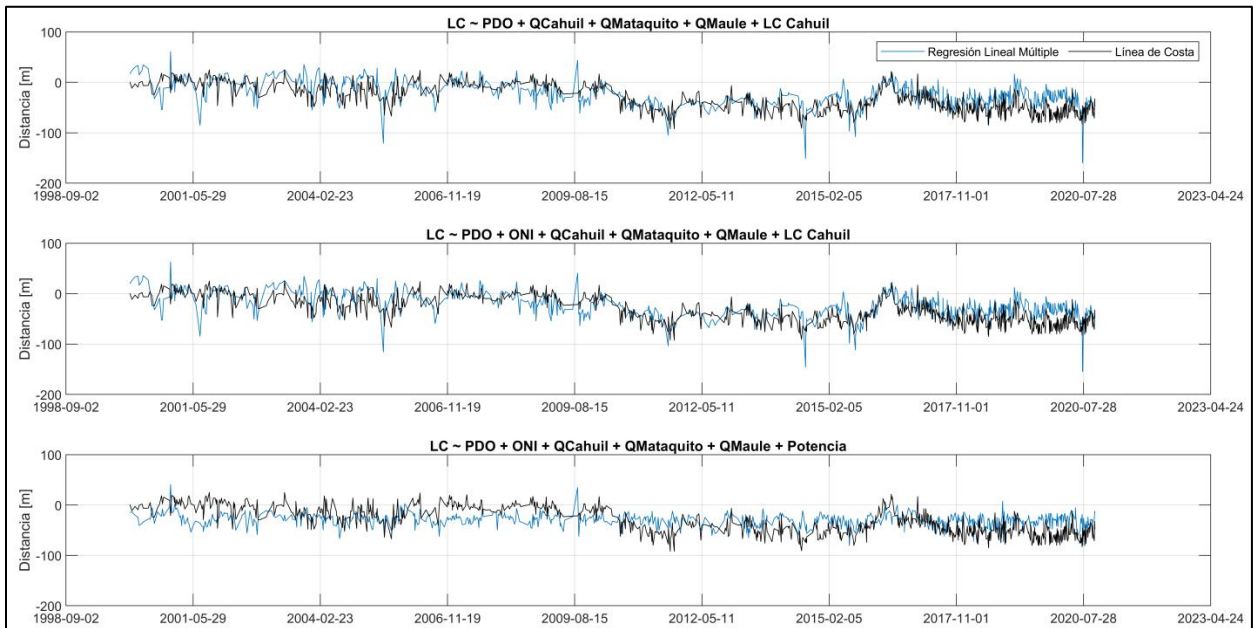 LC ~ PDO + QCahuil + QMataquito + QMaule + LC Cahuil
Regresión Lineal Múltiple
Línea de Costa
Distancia [m]
100
0
-100
-200
1998-09-02 2001-05-29 2004-02-23 2006-11-19 2009-08-15 2012-05-11 2015-02-05 2017-11-01 2020-07-28 2023-04-24
LC ~ PDO + ONI + QCahuil + QMataquito + QMaule + LC Cahuil
Distancia [m]
100
0
-100
-200
1998-09-02 2001-05-29 2004-02-23 2006-11-19 2009-08-15 2012-05-11 2015-02-05 2017-11-01 2020-07-28 2023-04-24
LC ~ PDO + ONI + QCahuil + QMataquito + QMaule + Potencia
Distancia [m]
100
0
-100
-200
1998-09-02 2001-05-29 2004-02-23 2006-11-19 2009-08-15 2012-05-11 2015-02-05 2017-11-01 2020-07-28 2023-04-24